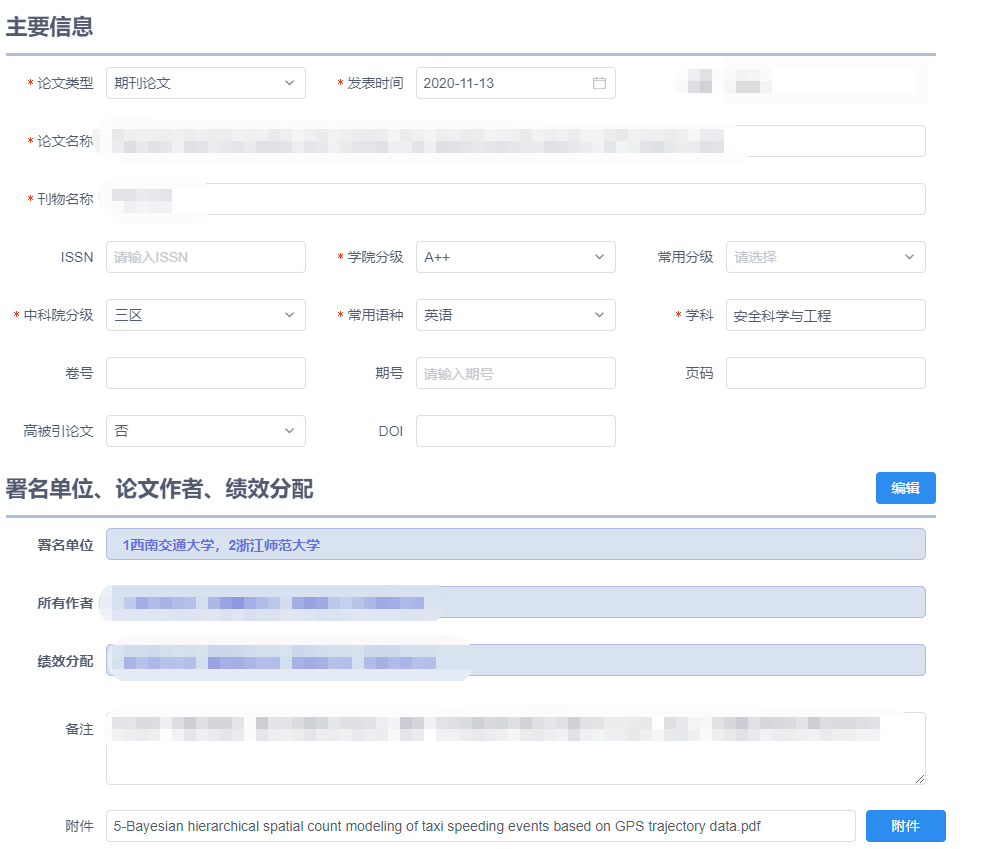 主要信息
* 论文类型 期刊论文 * 发表时间 2020-11-13
* 论文名称
* 刊物名称
ISSN 请输入ISSN * 学院分级 A++ 常用分级 请选择
* 中科院分级 三区 * 常用语种 英语 * 学科 安全科学与工程
卷号 期号 请输入期号 页码
高被引论文 否 DOI
署名单位、论文作者、绩效分配 编辑
署名单位 1西南交通大学，2浙江师范大学
所有作者
绩效分配
备注
附件 5-Bayesian hierarchical spatial count modeling of taxi speeding events based on GPS trajectory data.pdf 附件